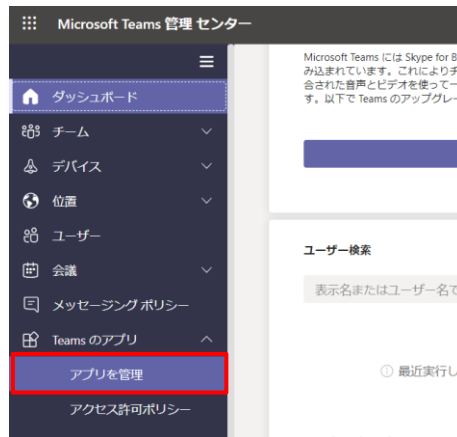 Microsoft Teams 管理 センター
Microsoft Teams には Skype for B
み込まれています。これによりチ
合された音声とビデオを使って一
す。以下で Teams のアップグレー
ダッシュボード
チーム
デバイス
位置
ユーザー
会議
メッセージング ポリシー
Teams のアプリ
アプリを管理
アクセス許可ポリシー
ユーザー検索
表示名またはユーザー名で
最近実行し